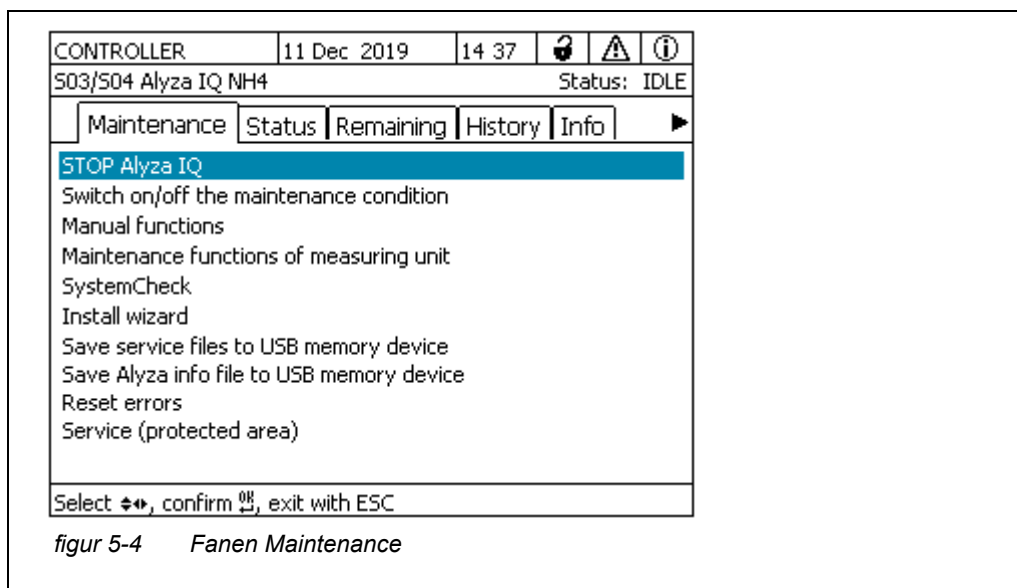 CONTROLLER 11 Dec 2019 14 37
S03/S04 Alyza IQ NH4 Status: IDLE
Maintenance Status Remaining History Info
STOP Alyza IQ
Switch on/off the maintenance condition
Manual functions
Maintenance functions of measuring unit
SystemCheck
Install wizard
Save service files to USB memory device
Save Alyza info file to USB memory device
Reset errors
Service (protected area)
Select, confirm OK, exit with ESC
figur 5-4 Fanen Maintenance